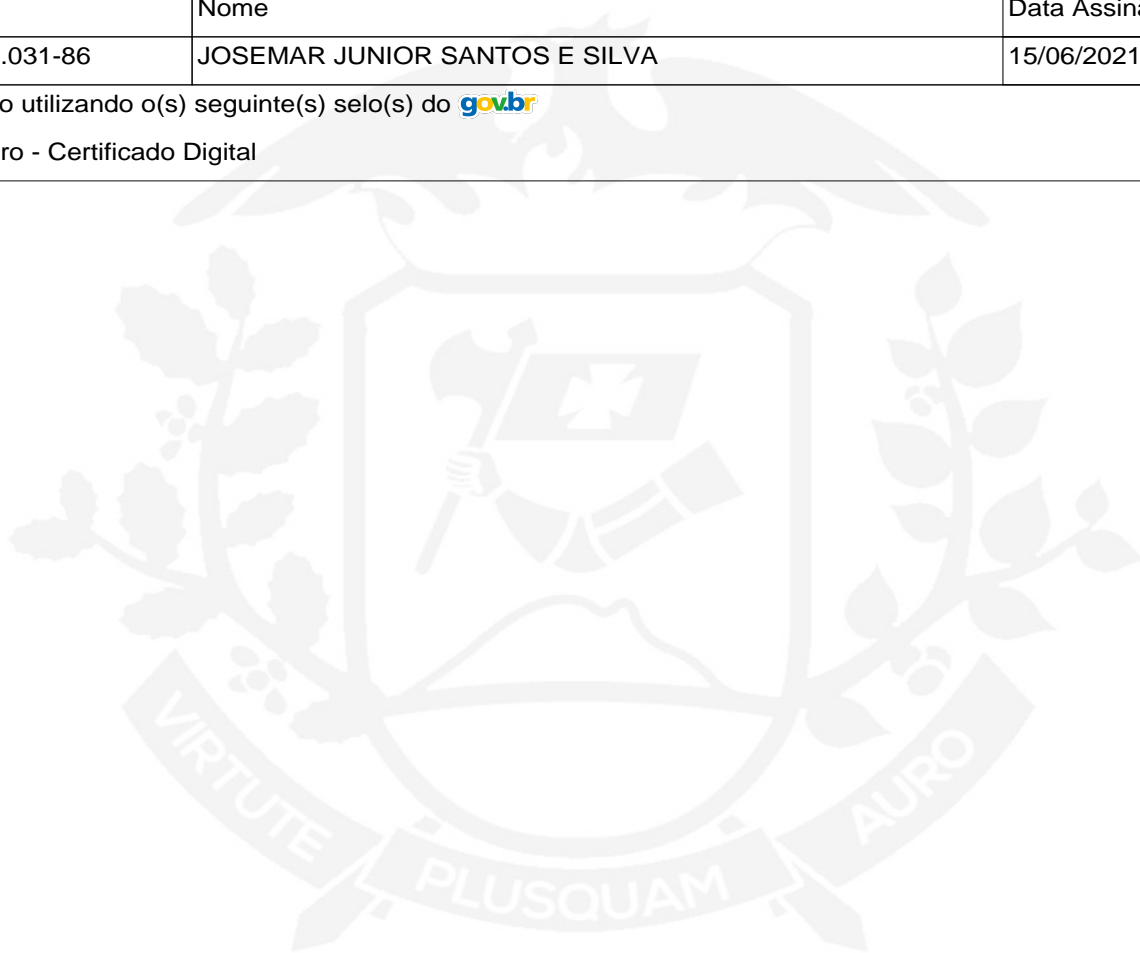 Nome Data Assina
.031-86 JOSEMAR JUNIOR SANTOS E SILVA 15/06/2021
o utilizando o(s) seguinte(s) selo(s) do gov.br
ro - Certificado Digital
VIRTUTE PLUSQUAM AURO